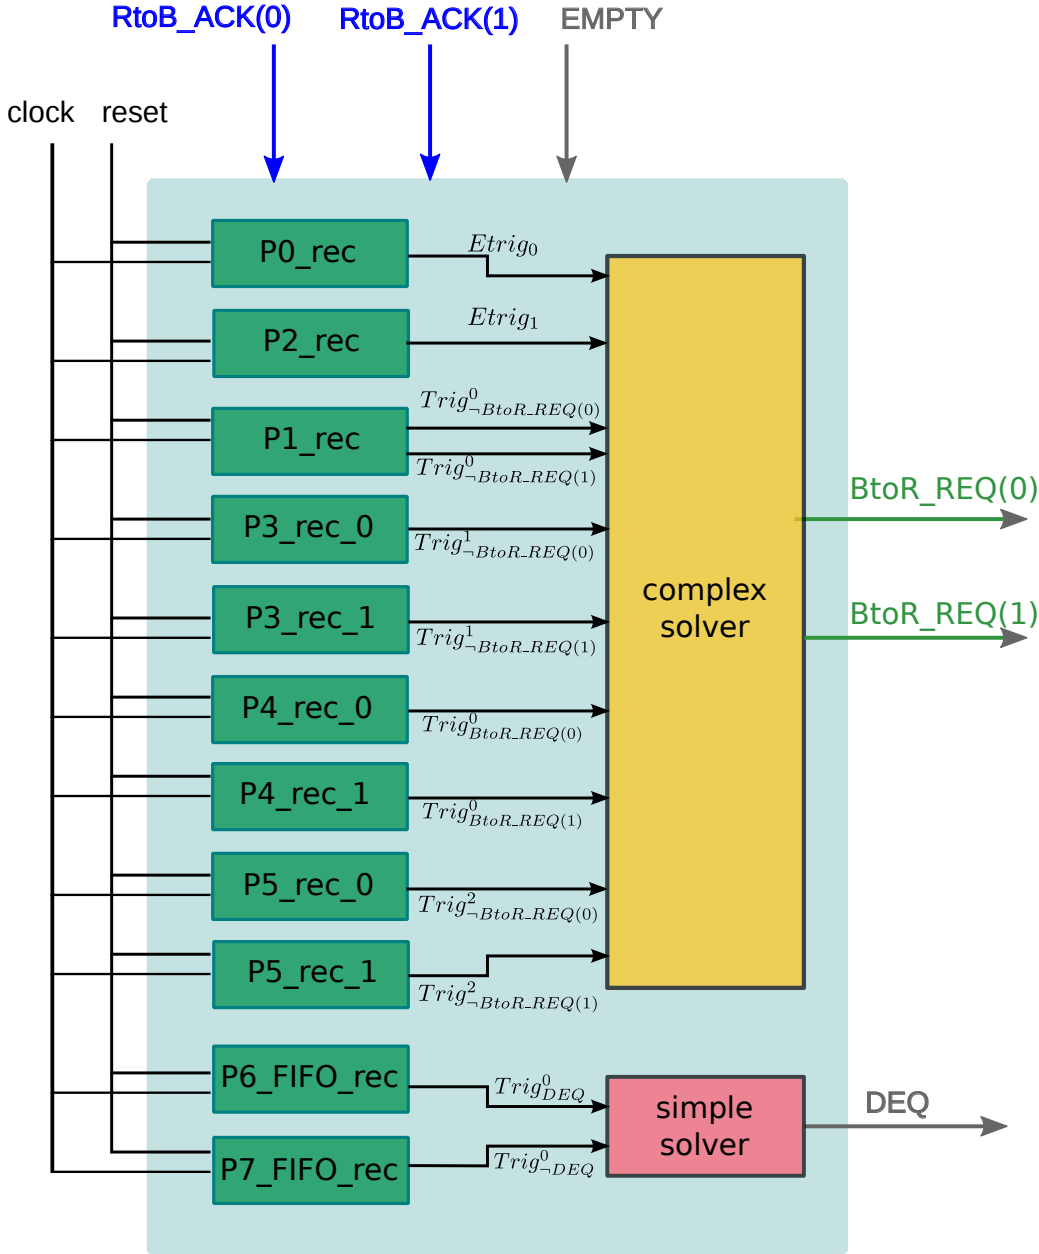 RtoB_ACK(0) RtoB_ACK(1) EMPTY
clock reset
P0_rec
Etrig₀
P2_rec
Etrig₁
P1_rec
Trig⁰¬BtoR_REQ(0)
Trig⁰¬BtoR_REQ(1)
P3_rec_0
Trig¹¬BtoR_REQ(0)
P3_rec_1
Trig¹¬BtoR_REQ(1)
P4_rec_0
Trig⁰BtoR_REQ(0)
P4_rec_1
Trig⁰BtoR_REQ(1)
P5_rec_0
Trig²¬BtoR_REQ(0)
P5_rec_1
Trig²¬BtoR_REQ(1)
complex
solver
BtoR_REQ(0)
BtoR_REQ(1)
P6_FIFO_rec
Trig⁰DEQ
P7_FIFO_rec
Trig⁰¬DEQ
simple
solver
DEQ